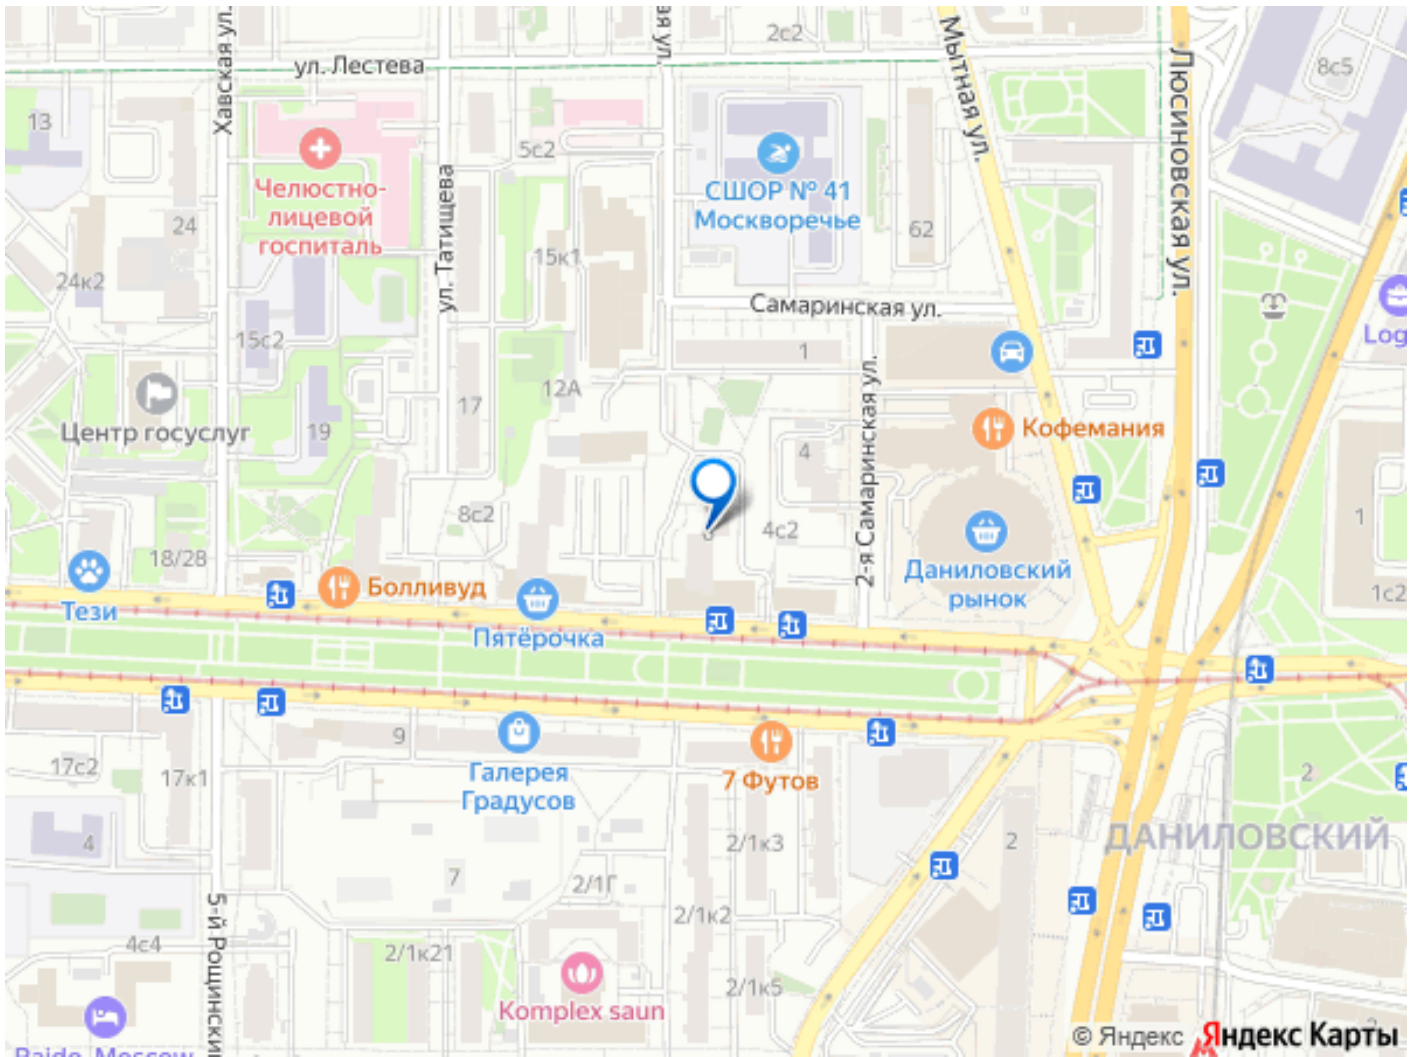 Хавская ул.
ая ул.
2с2
Мытная ул.
Люсиновская ул.
8с5
ул. Лестева
13
5с2
Челюстно-
лицевой
госпиталь
ул. Татищева
СШОР № 41
Москворечье
24
62
15к1
24к2
Самаринская ул.
Log
15с2
1
12А
2-я Самаринская ул.
17
Центр госуслуг
19
Кофемания
4
8с2
4с2
1
18/28
Даниловский
рынок
Болливуд
1с2
Тези
Пятёрочка
9
17с2
17к1
Галерея
Градусов
7 Футов
2
ДАНИЛОВСКИЙ
4
2/1к3
2
7
2/1Г
5-й Рощинский
2/1к2
4с4
2/1к21
2/1к5
Komplex saun
© Яндекс
Яндекс Карты
Paido Moscow